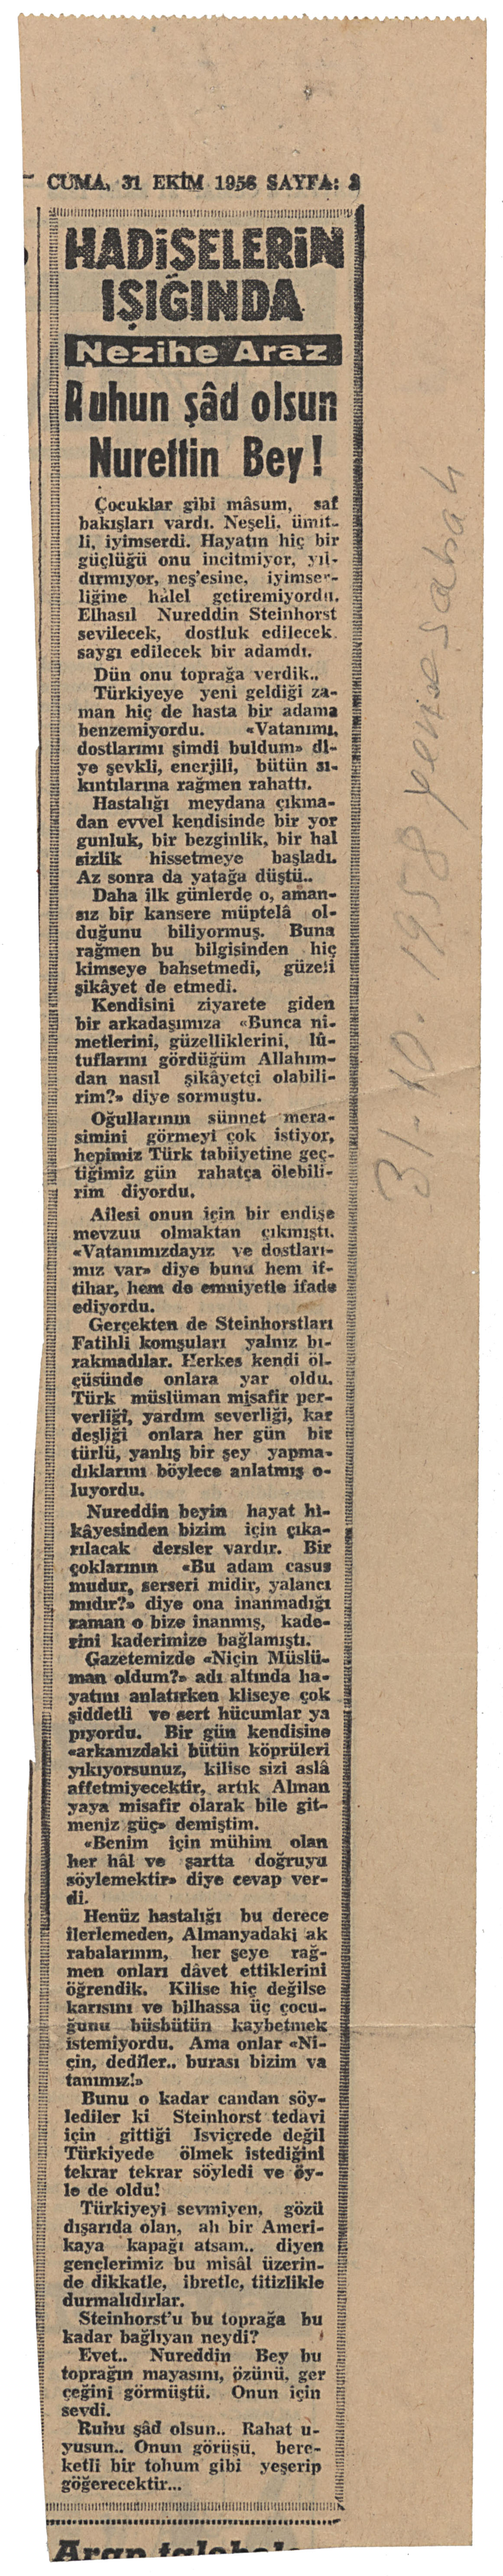 CUMA, 31 EKİM 1958 SAYFA: 2
HADİSELERİN
IŞIĞINDA
Nezihe Araz
Ruhun şâd olsun
Nurettin Bey!
Çocuklar gibi mâsum, saf
bakışları vardı. Neşeli, ümit-
li, iyimserdi. Hayatın hiç bir
güçlüğü onu incitmiyor, yıl-
dırmıyor, neş'esine, iyimser-
liğine halel getiremiyordu.
Elhasıl Nureddin Steinhorst
sevilecek, dostluk edilecek,
saygı edilecek bir adamdı.
Dün onu toprağa verdik..
Türkiyeye yeni geldiği za-
man hiç de hasta bir adama
benzemiyordu. «Vatanımı,
dostlarımı şimdi buldum» di-
ye şevkli, enerjili, bütün sı-
kıntılarına rağmen rahattı.
Hastalığı meydana çıkma-
dan evvel kendisinde bir yor
gunluk, bir bezginlik, bir hal
sizlik hissetmeye başladı.
Az sonra da yatağa düştü..
Daha ilk günlerde o, aman-
sız bir kansere müptelâ ol-
duğunu biliyormuş. Buna
rağmen bu bilgisinden hiç
kimseye bahsetmedi, güzeli
şikâyet de etmedi.
Kendisini ziyarete giden
bir arkadaşımıza «Bunca ni-
metlerini, güzelliklerini, lû-
tuflarını gördüğüm Allahım-
dan nasıl şikâyetçi olabili-
rim?» diye sormuştu.
Oğullarının sünnet mera-
simini görmeyi çok istiyor,
hepimiz Türk tabiiyetine geç-
tiğimiz gün rahatça ölebili-
rim diyordu.
Ailesi onun için bir endişe
mevzuu olmaktan çıkmıştı.
«Vatanımızdayız ve dostları-
mız var» diye bunu hem if-
tihar, hem de emniyetle ifade
ediyordu.
Gerçekten de Steinhorstları
Fatihli komşuları yalnız bı-
rakmadılar. Herkes kendi öl-
çüsünde onlara yar oldu.
Türk müslüman misafir per-
verliği, yardım severliği, kar
deşliği onlara her gün bir
türlü, yanlış bir şey yapma-
dıklarını böylece anlatmış o-
luyordu.
Nureddin beyin hayat hi-
kâyesinden bizim için çıka-
rılacak dersler vardır. Bir
çoklarının «Bu adam casus
mudur, serseri midir, yalancı
mıdır?» diye ona inanmadığı
zaman o bize inanmış, kade-
rini kaderimize bağlamıştı.
Gazetemizde «Niçin Müslü-
man oldum?» adı altında ha-
yatını anlatırken kliseye çok
şiddetli ve sert hücumlar ya
pıyordu. Bir gün kendisine
«arkanızdaki bütün köprüleri
yıkıyorsunuz, kilise sizi aslâ
affetmiyecektir, artık Alman
yaya misafir olarak bile git-
meniz güç» demiştim.
«Benim için mühim olan
her hâl ve şartta doğruyu
söylemektir» diye cevap ver-
di.
Henüz hastalığı bu derece
ilerlemeden, Almanyadaki ak
rabalarının, her şeye rağ-
men onları dâvet ettiklerini
öğrendik. Kilise hiç değilse
karısını ve bilhassa üç çocu-
ğunu büsbütün kaybetmek
istemiyordu. Ama onlar «Ni-
çin, dediler.. burası bizim va
tanımız!»
Bunu o kadar candan söy-
lediler ki Steinhorst tedavi
için gittiği Isviçrede değil
Türkiyede ölmek istediğini
tekrar tekrar söyledi ve öy-
le de oldu!
Türkiyeyi sevmiyen, gözü
dışarıda olan, ah bir Ameri-
kaya kapağı atsam.. diyen
gençlerimiz bu misâl üzerin-
de dikkatle, ibretle, titizlikle
durmalıdırlar.
Steinhorst'u bu toprağa bu
kadar bağlıyan neydi?
Evet.. Nureddin Bey bu
toprağın mayasını, özünü, ger
çeğini görmüştü. Onun için
sevdi.
Ruhu şâd olsun.. Rahat u-
yusun.. Onun görüşü, bere-
ketli bir tohum gibi yeşerip
göğerecektir...
31-10-1958 yenisabah